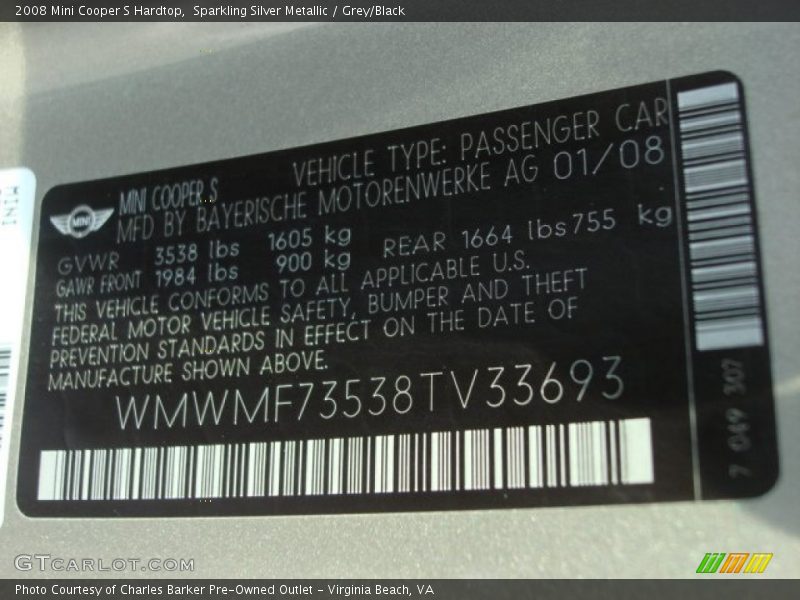 2008 Mini Cooper S Hardtop, Sparkling Silver Metallic / Grey/Black
MINI
MINI
MINI COOPER S VEHICLE TYPE: PASSENGER CAR
MFD BY BAYERISCHE MOTORENWERKE AG 01/08
GVWR 3538 lbs 1605 kg
GAWR FRONT 1984 lbs 900 kg REAR 1664 lbs 755 kg
THIS VEHICLE CONFORMS TO ALL APPLICABLE U.S.
FEDERAL MOTOR VEHICLE SAFETY, BUMPER AND THEFT
PREVENTION STANDARDS IN EFFECT ON THE DATE OF
MANUFACTURE SHOWN ABOVE.
WMWMF73538TV33693
7 049 307
GTCARLOT.COM
Photo Courtesy of Charles Barker Pre-Owned Outlet - Virginia Beach, VA